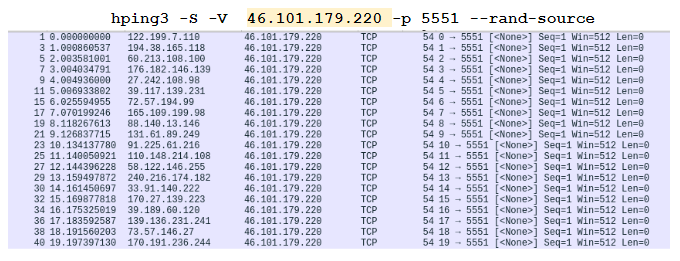 hping3 -S -V 46.101.179.220 -p 5551 --rand-source
1 0.000000000 122.199.7.110 46.101.179.220 TCP 54 0 → 5551 [<None>] Seq=1 Win=512 Len=0
3 1.000860537 194.38.165.118 46.101.179.220 TCP 54 1 → 5551 [<None>] Seq=1 Win=512 Len=0
5 2.003581001 60.213.108.100 46.101.179.220 TCP 54 2 → 5551 [<None>] Seq=1 Win=512 Len=0
7 3.004034791 176.182.146.139 46.101.179.220 TCP 54 3 → 5551 [<None>] Seq=1 Win=512 Len=0
9 4.004936000 27.242.108.98 46.101.179.220 TCP 54 4 → 5551 [<None>] Seq=1 Win=512 Len=0
11 5.006933802 39.117.139.231 46.101.179.220 TCP 54 5 → 5551 [<None>] Seq=1 Win=512 Len=0
15 6.025594955 72.57.194.99 46.101.179.220 TCP 54 6 → 5551 [<None>] Seq=1 Win=512 Len=0
17 7.070199246 165.109.199.98 46.101.179.220 TCP 54 7 → 5551 [<None>] Seq=1 Win=512 Len=0
19 8.118267613 88.140.13.146 46.101.179.220 TCP 54 8 → 5551 [<None>] Seq=1 Win=512 Len=0
21 9.126837715 131.61.89.249 46.101.179.220 TCP 54 9 → 5551 [<None>] Seq=1 Win=512 Len=0
23 10.134137780 91.225.61.216 46.101.179.220 TCP 54 10 → 5551 [<None>] Seq=1 Win=512 Len=0
25 11.140050921 110.148.214.108 46.101.179.220 TCP 54 11 → 5551 [<None>] Seq=1 Win=512 Len=0
27 12.144396228 58.122.146.255 46.101.179.220 TCP 54 12 → 5551 [<None>] Seq=1 Win=512 Len=0
29 13.159497872 240.216.174.182 46.101.179.220 TCP 54 13 → 5551 [<None>] Seq=1 Win=512 Len=0
30 14.161450697 33.91.140.222 46.101.179.220 TCP 54 14 → 5551 [<None>] Seq=1 Win=512 Len=0
32 15.169877818 170.27.139.223 46.101.179.220 TCP 54 15 → 5551 [<None>] Seq=1 Win=512 Len=0
34 16.175325019 39.189.60.120 46.101.179.220 TCP 54 16 → 5551 [<None>] Seq=1 Win=512 Len=0
36 17.183592587 139.136.231.241 46.101.179.220 TCP 54 17 → 5551 [<None>] Seq=1 Win=512 Len=0
38 18.191560203 73.57.146.27 46.101.179.220 TCP 54 18 → 5551 [<None>] Seq=1 Win=512 Len=0
40 19.197397130 170.191.236.244 46.101.179.220 TCP 54 19 → 5551 [<None>] Seq=1 Win=512 Len=0